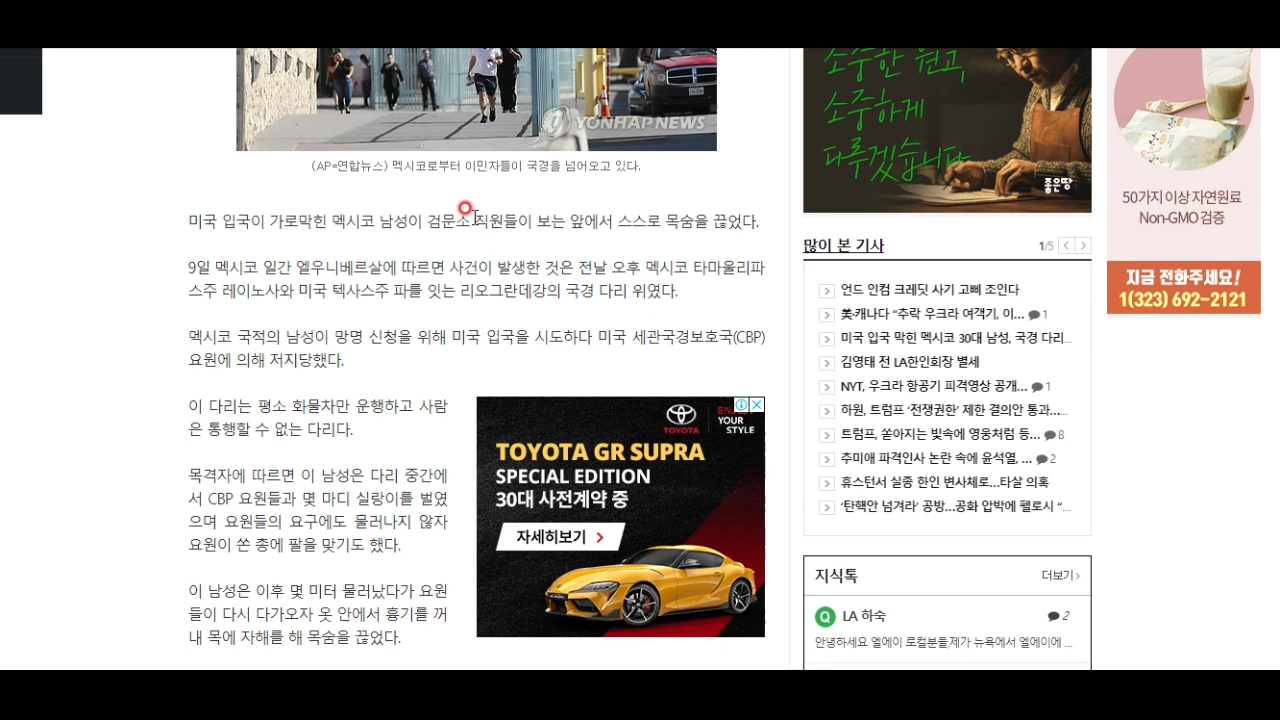 YONHAP NEWS
(AP=연합뉴스) 멕시코로부터 이민자들이 국경을 넘어오고 있다.
미국 입국이 가로막힌 멕시코 남성이 검문소 직원들이 보는 앞에서 스스로 목숨을 끊었다.
9일 멕시코 일간 엘우니베르살에 따르면 사건이 발생한 것은 전날 오후 멕시코 타마울리파
스주 레이노사와 미국 텍사스주 파를 잇는 리오그란데강의 국경 다리 위였다.
멕시코 국적의 남성이 망명 신청을 위해 미국 입국을 시도하다 미국 세관국경보호국(CBP)
요원에 의해 저지당했다.
이 다리는 평소 화물차만 운행하고 사람
은 통행할 수 없는 다리다.
목격자에 따르면 이 남성은 다리 중간에
서 CBP 요원들과 몇 마디 실랑이를 벌였
으며 요원들의 요구에도 물러나지 않자
요원이 쏜 총에 팔을 맞기도 했다.
이 남성은 이후 몇 미터 물러났다가 요원
들이 다시 다가오자 옷 안에서 흉기를 꺼
내 목에 자해를 해 목숨을 끊었다.
TOYOTA
YOUR
STYLE
TOYOTA GR SUPRA
SPECIAL EDITION
30대 사전계약 중
자세히보기
소중한 원고,
소중하게
다루겠습니다
좋은땅
많이 본 기사
1/5
언드 인컴 크레딧 사기 고삐 조인다
美·캐나다 “추락 우크라 여객기, 이... 1
미국 입국 막힌 멕시코 30대 남성, 국경 다리...
김영태 전 LA한인회장 별세
NYT, 우크라 항공기 피격영상 공개... 1
하원, 트럼프 ‘전쟁권한’ 제한 결의안 통과...
트럼프, 쏟아지는 빛속에 영웅처럼 등... 8
추미애 파격인사 논란 속에 윤석열, ... 2
휴스턴서 실종 한인 변사체로...타살 의혹
‘탄핵안 넘겨라’ 공방...공화 압박에 펠로시 “...
지식톡
더보기
Q LA 하숙 2
안녕하세요 엘에이 로컬분들,제가 뉴욕에서 엘에이에 ...
50가지 이상 자연원료
Non-GMO 검증
지금 전화주세요!
1(323) 692-2121